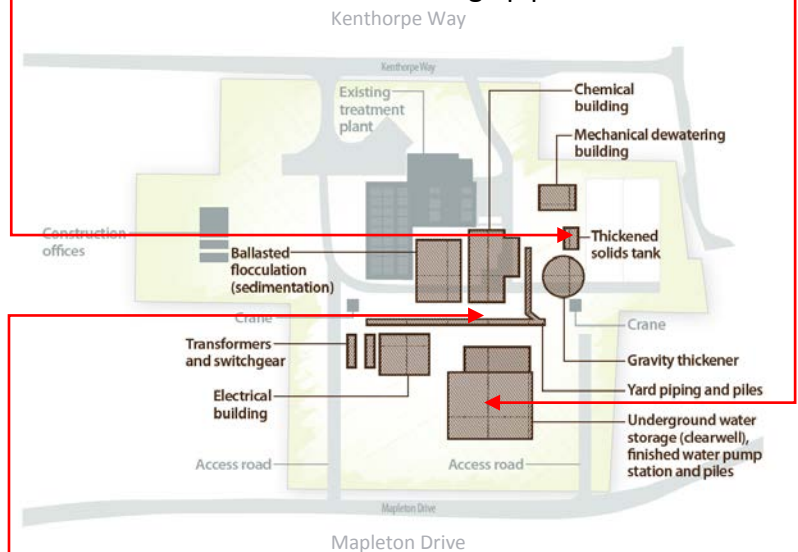 Kenthorpe Way
Kenthorpe Way
Existing
treatment
plant
Chemical
building
Mechanical dewatering
building
Construction
offices
Ballasted
flocculation
(sedimentation)
Thickened
solids tank
Crane
Crane
Transformers
and switchgear
Gravity thickener
Electrical
building
Yard piping and piles
Underground water
storage (clearwell),
finished water pump
station and piles
Access road
Access road
Mapleton Drive
Mapleton Drive